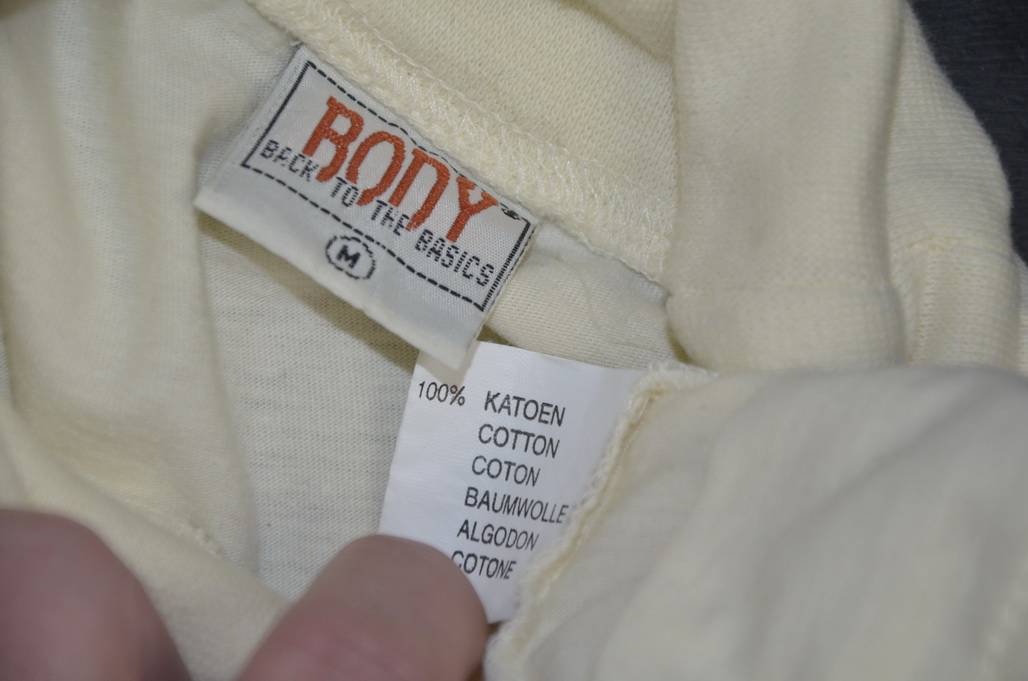 BODY
BACK TO THE BASICS
M
100% KATOEN
COTTON
COTON
BAUMWOLLE
ALGODON
COTONE